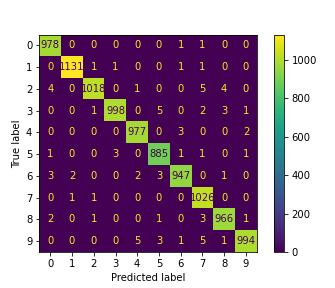 0 978 0 0 0 0 0 1 1 0 0
1 0 1131 1 1 0 0 1 1 0 0
2 4 0 1018 0 1 0 0 5 4 0
3 0 0 1 998 0 5 0 2 3 1
4 0 0 0 0 977 0 3 0 0 2
5 1 0 0 3 0 885 1 1 0 1
6 3 2 0 0 2 3 947 0 1 0
7 0 1 1 0 0 0 0 1026 0 0
8 2 0 1 1 0 1 0 3 966 1
9 0 0 0 0 5 3 1 5 1 994
0 1 2 3 4 5 6 7 8 9
Predicted label
True label
1000
800
600
400
200
0